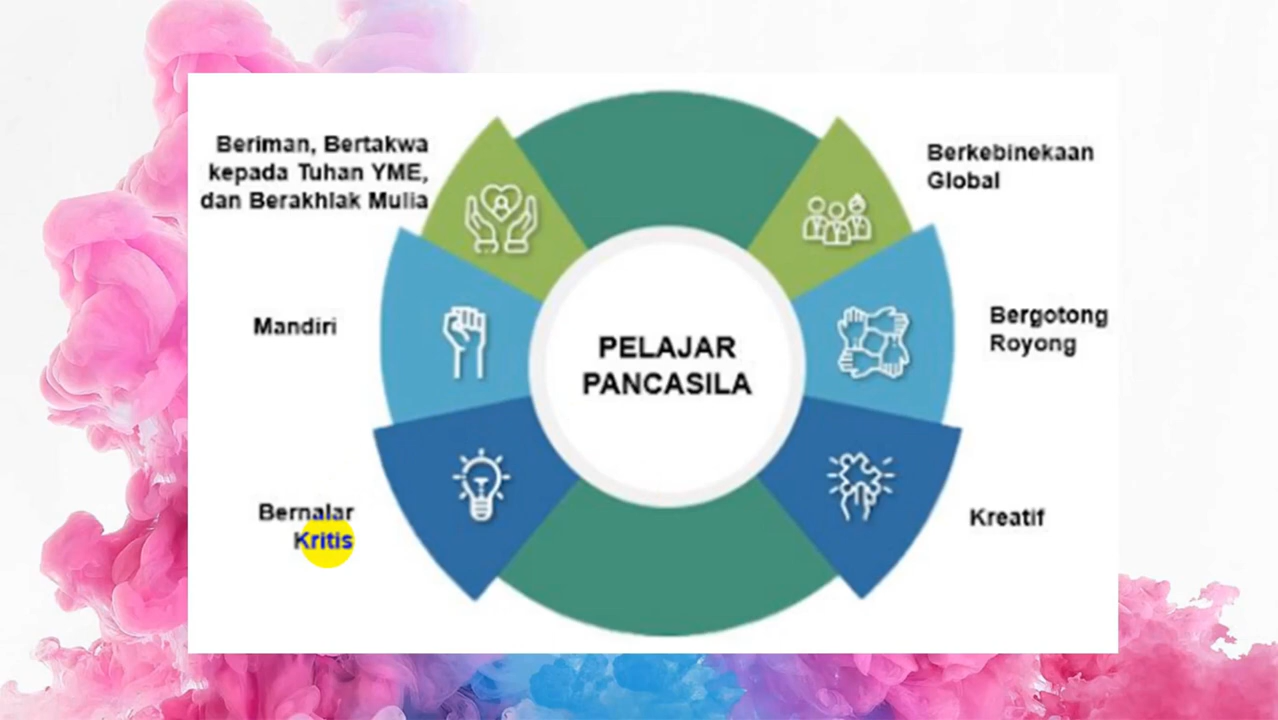 Beriman, Bertakwa
kepada Tuhan YME,
dan Berakhlak Mulia
Berkebinekaan
Global
Mandiri
Bergotong
Royong
PELAJAR
PANCASILA
Bernalar
Kritis
Kreatif